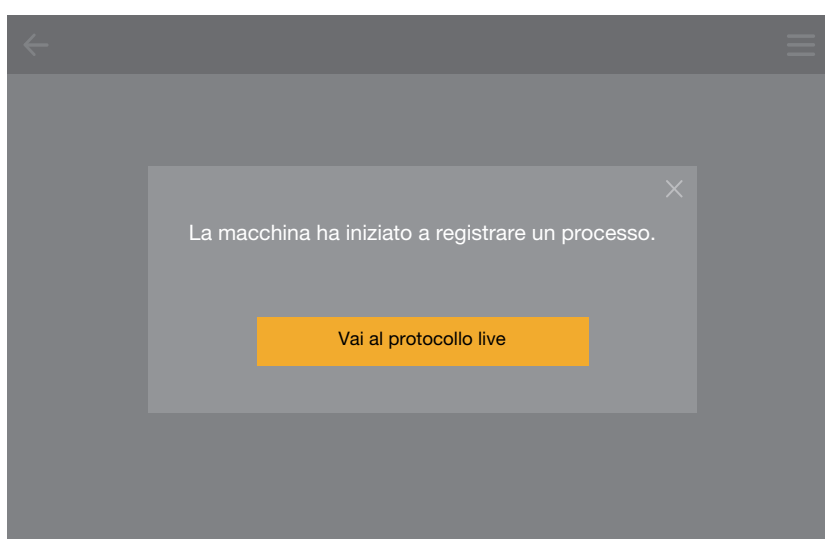 La macchina ha iniziato a registrare un processo.
Vai al protocollo live